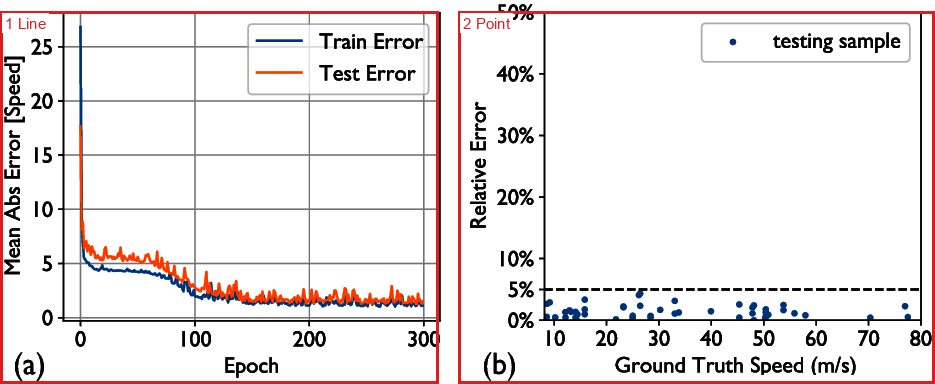 1 Line
Train Error
Test Error
25
20
15
10
5
0
Mean Abs Error [Speed]
0 100 200 300
Epoch
(a)
2 Point
testing sample
50%
40%
30%
20%
10%
5%
0%
Relative Error
10 20 30 40 50 60 70 80
Ground Truth Speed (m/s)
(b)